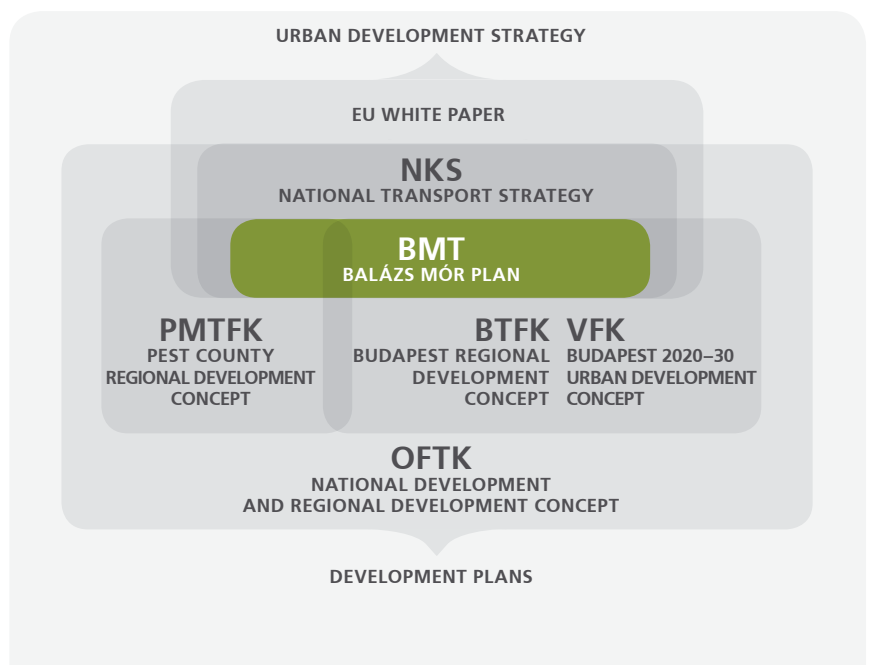 URBAN DEVELOPMENT STRATEGY
EU WHITE PAPER
NKS
NATIONAL TRANSPORT STRATEGY
BMT
BALÁZS MÓR PLAN
PMTFK
PEST COUNTY
REGIONAL DEVELOPMENT
CONCEPT
BTFK
BUDAPEST REGIONAL
DEVELOPMENT
CONCEPT
VFK
BUDAPEST 2020–30
URBAN DEVELOPMENT
CONCEPT
OFTK
NATIONAL DEVELOPMENT
AND REGIONAL DEVELOPMENT CONCEPT
DEVELOPMENT PLANS